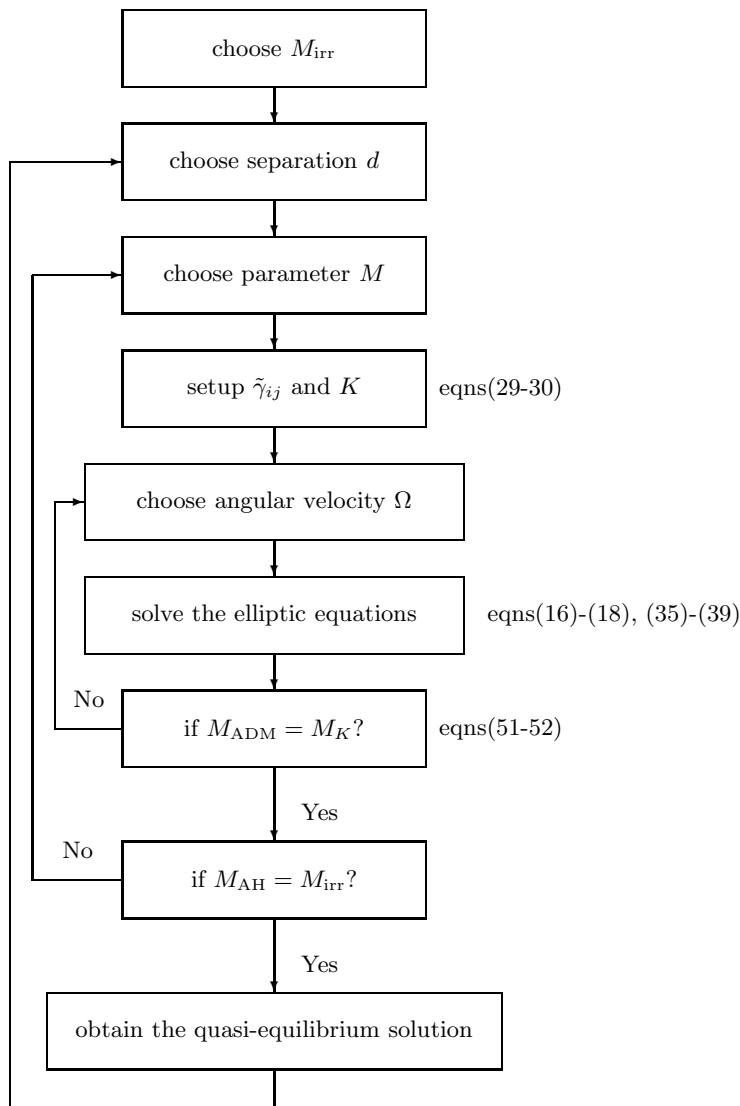 choose M_irr
choose separation d
choose parameter M
setup γ̃_ij and K eqns(29-30)
choose angular velocity Ω
solve the elliptic equations eqns(16)-(18), (35)-(39)
No
if M_ADM = M_K? eqns(51-52)
Yes
No
if M_AH = M_irr?
Yes
obtain the quasi-equilibrium solution